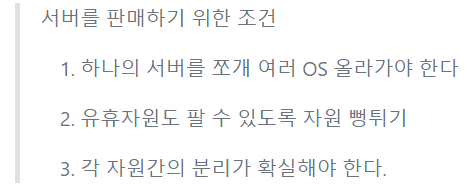 서버를 판매하기 위한 조건
1. 하나의 서버를 쪼개 여러 OS 올라가야 한다
2. 유휴자원도 팔 수 있도록 자원 뻥튀기
3. 각 자원간의 분리가 확실해야 한다.